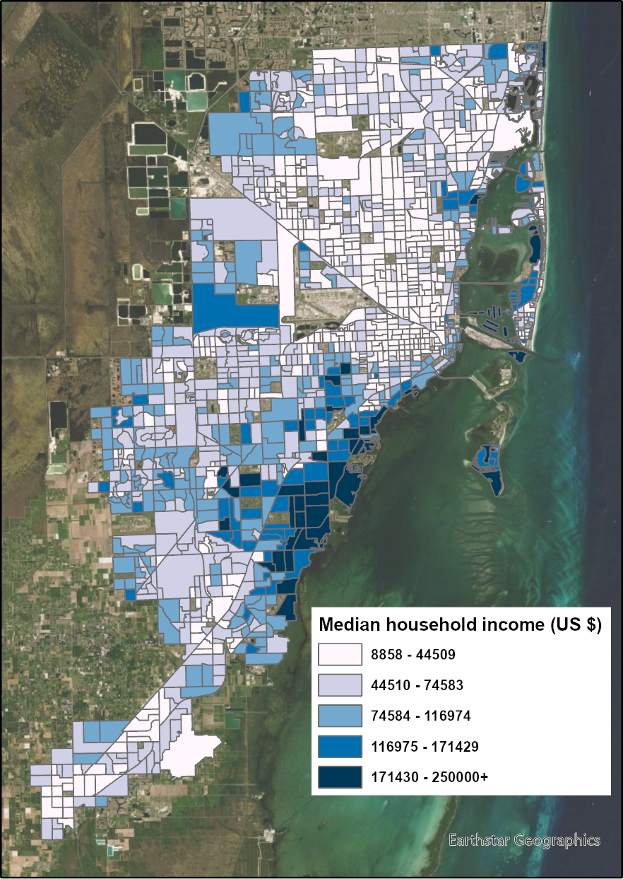 Median household income (US $)
8858 - 44509
44510 - 74583
74584 - 116974
116975 - 171429
171430 - 250000+
Earthstar Geographics